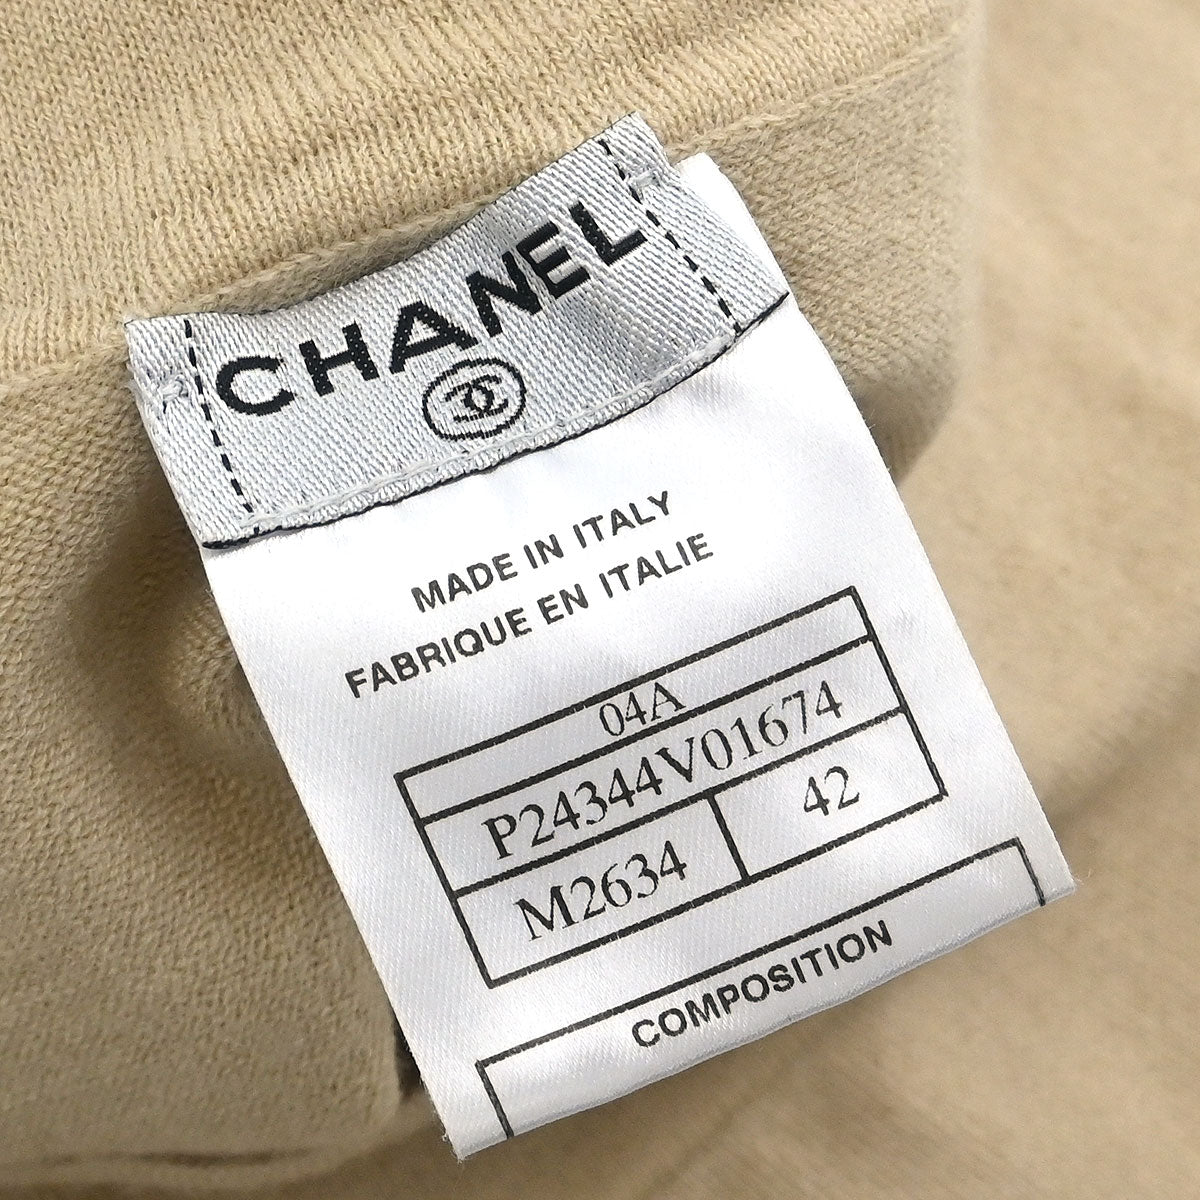 CHANEL
MADE IN ITALY
FABRIQUE EN ITALIE
04A
P24344V01674
M2634 42
COMPOSITION